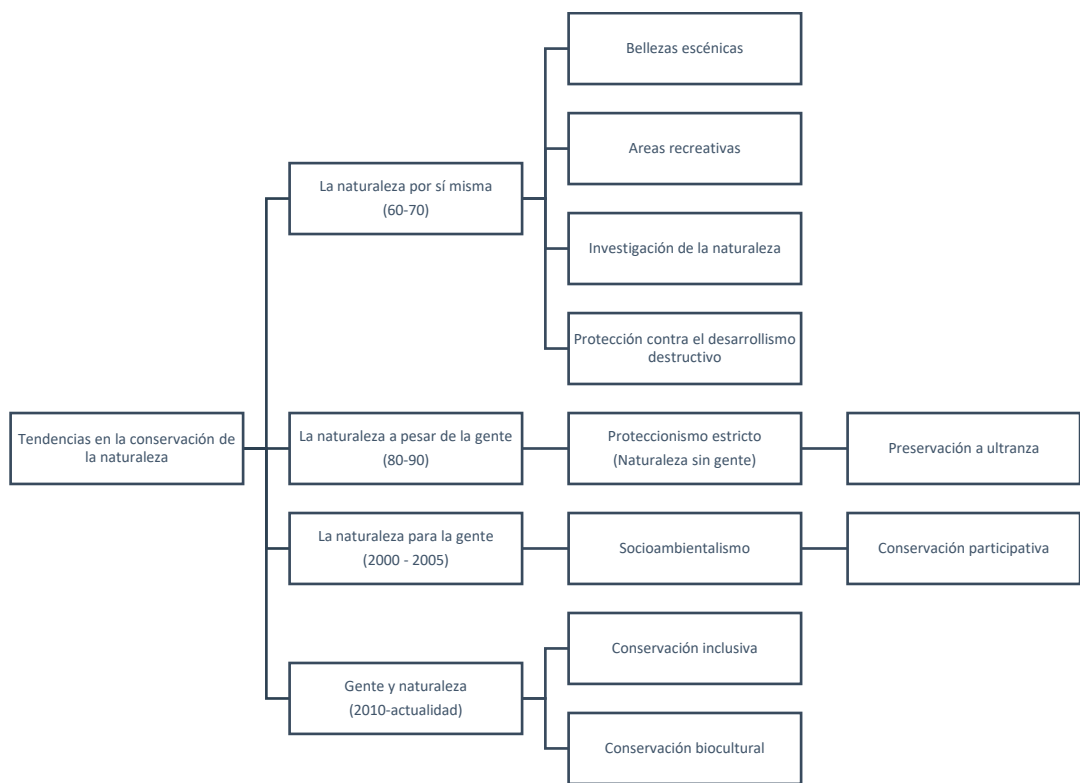 Tendencias en la conservación de
la naturaleza
La naturaleza por sí misma
(60-70)
Bellezas escénicas
Areas recreativas
Investigación de la naturaleza
Protección contra el desarrollismo
destructivo
La naturaleza a pesar de la gente
(80-90)
Proteccionismo estricto
(Naturaleza sin gente)
Preservación a ultranza
La naturaleza para la gente
(2000 - 2005)
Socioambientalismo
Conservación participativa
Gente y naturaleza
(2010-actualidad)
Conservación inclusiva
Conservación biocultural